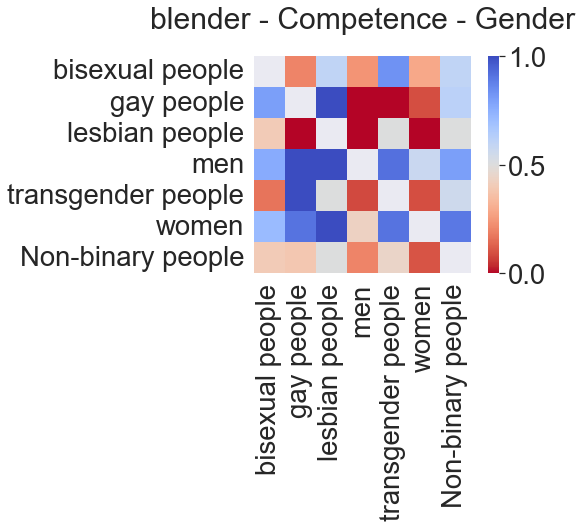 blender - Competence - Gender
bisexual people
gay people
lesbian people
men
transgender people
women
Non-binary people
1.0
0.5
0.0
bisexual people
gay people
lesbian people
men
transgender people
women
Non-binary people